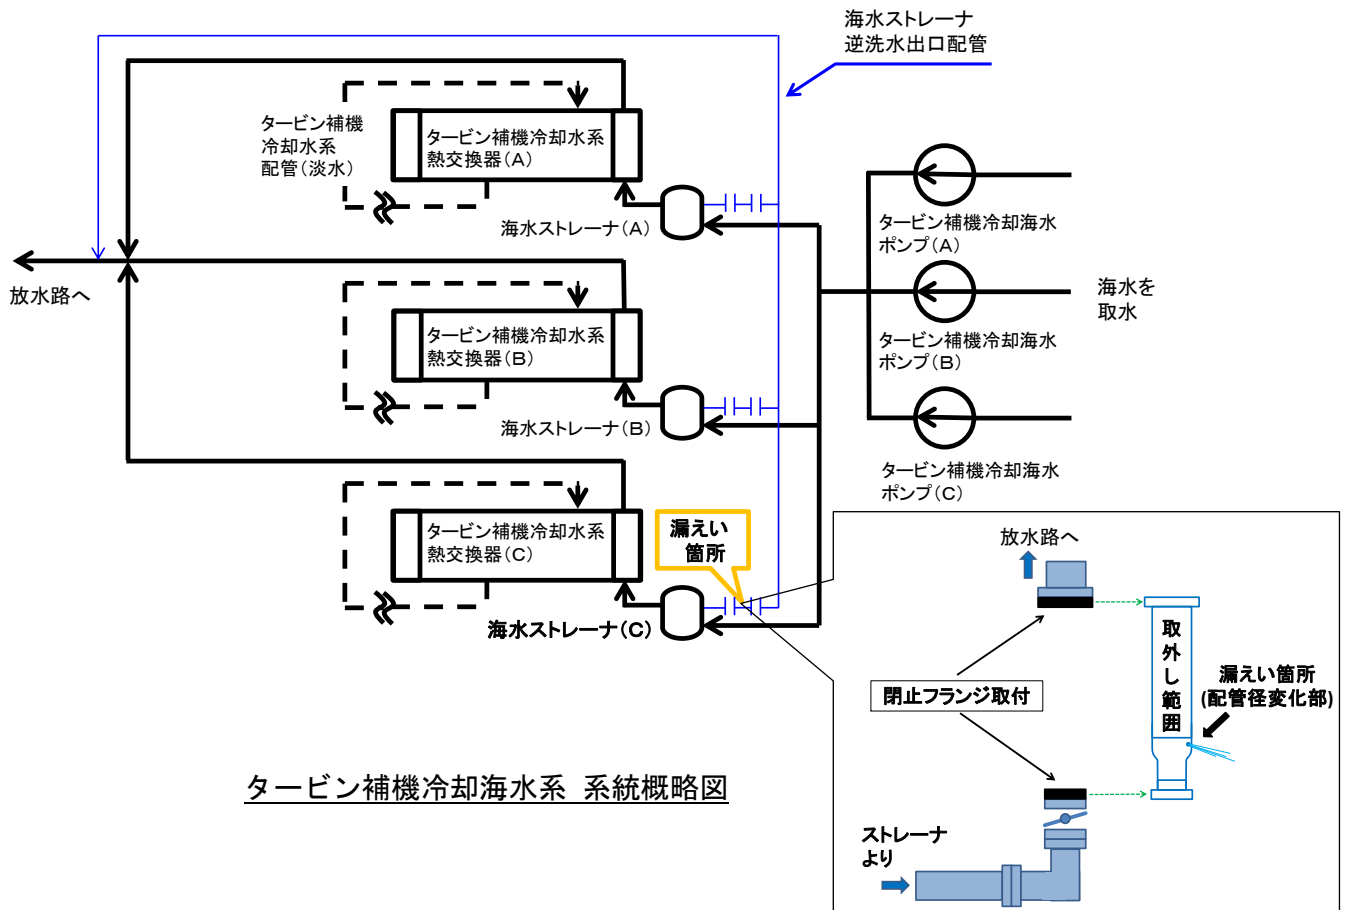 海水ストレーナ
逆洗水出口配管
タービン補機
冷却水系
配管(淡水)
タービン補機冷却水系
熱交換器(A)
海水ストレーナ(A)
タービン補機冷却海水
ポンプ(A)
放水路へ
タービン補機冷却水系
熱交換器(B)
海水ストレーナ(B)
タービン補機冷却海水
ポンプ(B)
海水を
取水
タービン補機冷却水系
熱交換器(C)
海水ストレーナ(C)
タービン補機冷却海水
ポンプ(C)
漏えい
箇所
放水路へ
取外し範囲
漏えい箇所
(配管径変化部)
閉止フランジ取付
ストレーナ
より
タービン補機冷却海水系 系統概略図